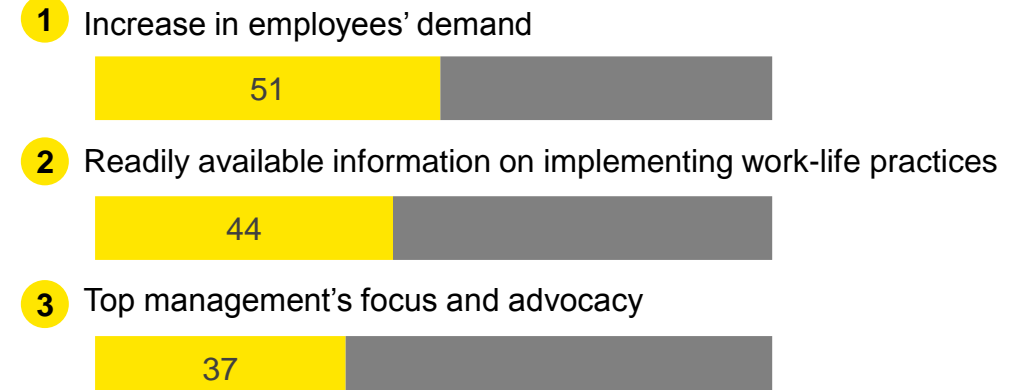 1 Increase in employees’ demand
51
2 Readily available information on implementing work-life practices
44
3 Top management’s focus and advocacy
37